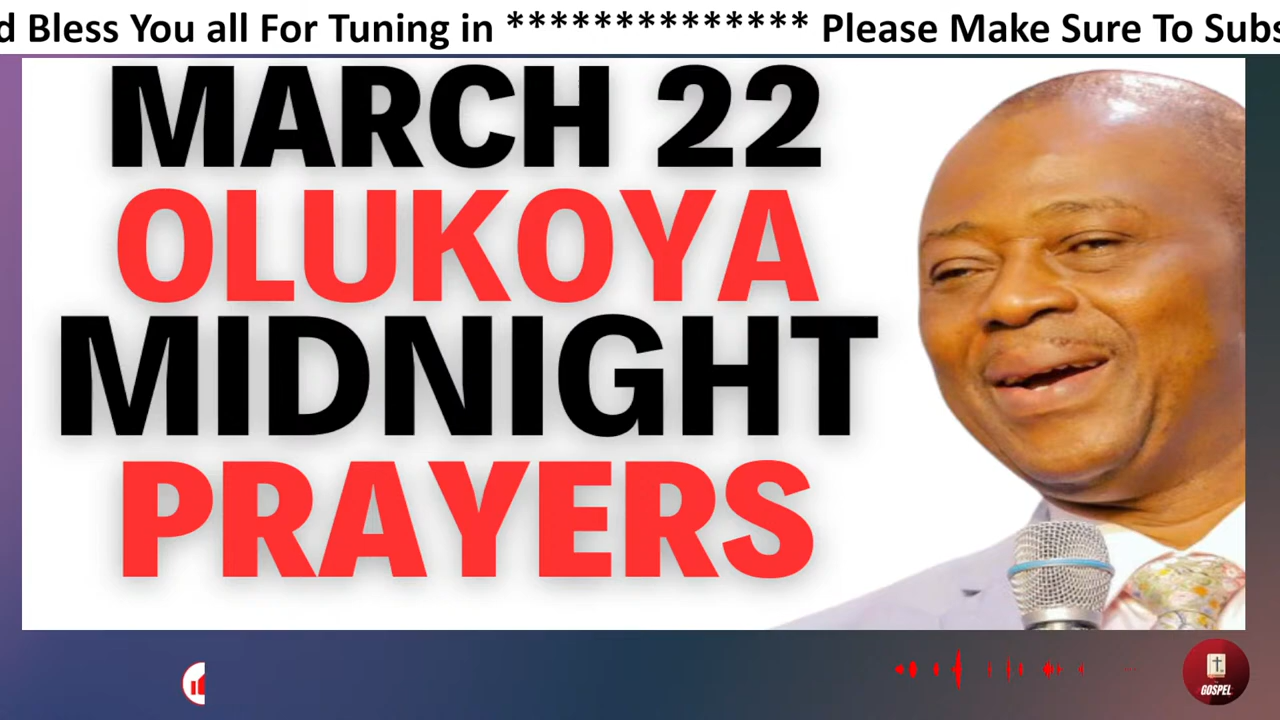 d Bless You all For Tuning in ************** Please Make Sure To Subs
MARCH 22
OLUKOYA
MIDNIGHT
PRAYERS
GOSPEL